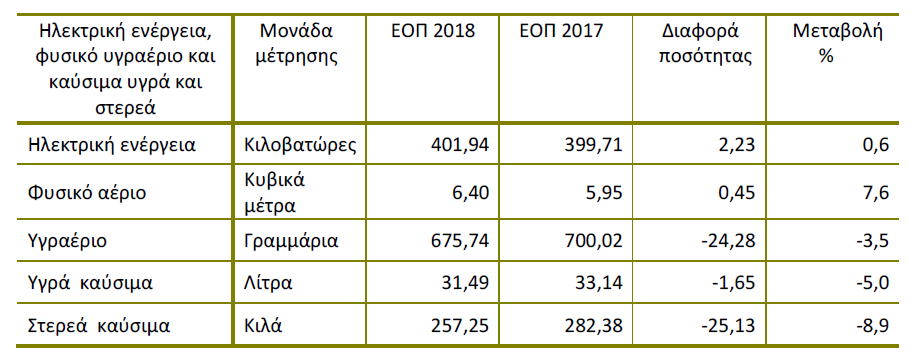 Ηλεκτρική ενέργεια, φυσικό υγραέριο και καύσιμα υγρά και στερεά Μονάδα μέτρησης ΕΟΠ 2018 ΕΟΠ 2017 Διαφορά ποσότητας Μεταβολή %
Ηλεκτρική ενέργεια Κιλοβατώρες 401,94 399,71 2,23 0,6
Φυσικό αέριο Κυβικά μέτρα 6,40 5,95 0,45 7,6
Υγραέριο Γραμμάρια 675,74 700,02 -24,28 -3,5
Υγρά καύσιμα Λίτρα 31,49 33,14 -1,65 -5,0
Στερεά καύσιμα Κιλά 257,25 282,38 -25,13 -8,9